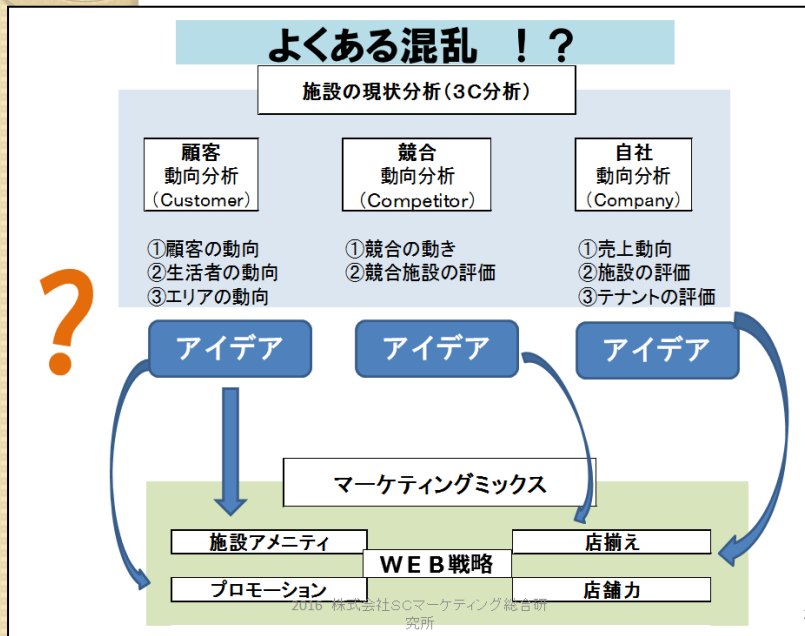 よくある混乱 ！？
施設の現状分析（３C分析）
顧客
動向分析
（Customer）
競合
動向分析
（Competitor）
自社
動向分析
（Company）
①顧客の動向
②生活者の動向
③エリアの動向
①競合の動き
②競合施設の評価
①売上動向
②施設の評価
③テナントの評価
?
アイデア
アイデア
アイデア
マーケティングミックス
施設アメニティ
店揃え
ＷＥＢ戦略
プロモーション
店舗力
2016 株式会社SCマーケティング総合研
究所